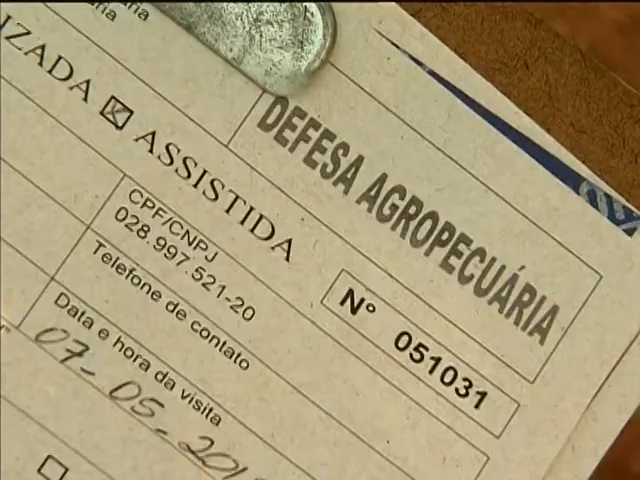 IZADA ASSISTIDA
DEFESA AGROPECUÁRIA
CPF/CNPJ
028.997.521-20
Nº 051031
Telefone de contato
Data e hora da visita
07-05-